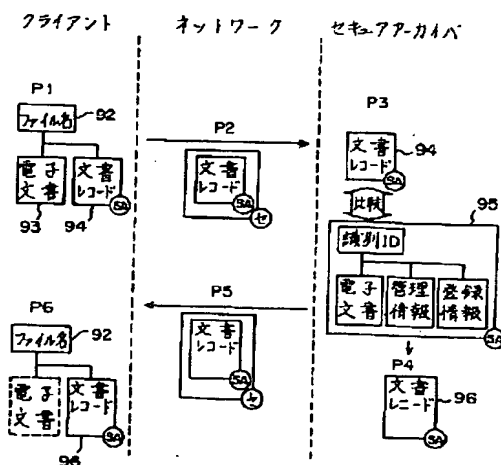 クライアント
ネットワーク
セキュアアーカイバ
P1
ファイル名
92
電子
文書
文書
レコード
SA
93
94
P2
文書
レコード
SA
セ
P3
文書
レコード
SA
94
比較
95
識別ID
電子
文書
管理
情報
登録
情報
SA
P4
文書
レコード
SA
96
P5
文書
レコード
SA
セ
P6
ファイル名
92
電子
文書
文書
レコード
SA
96